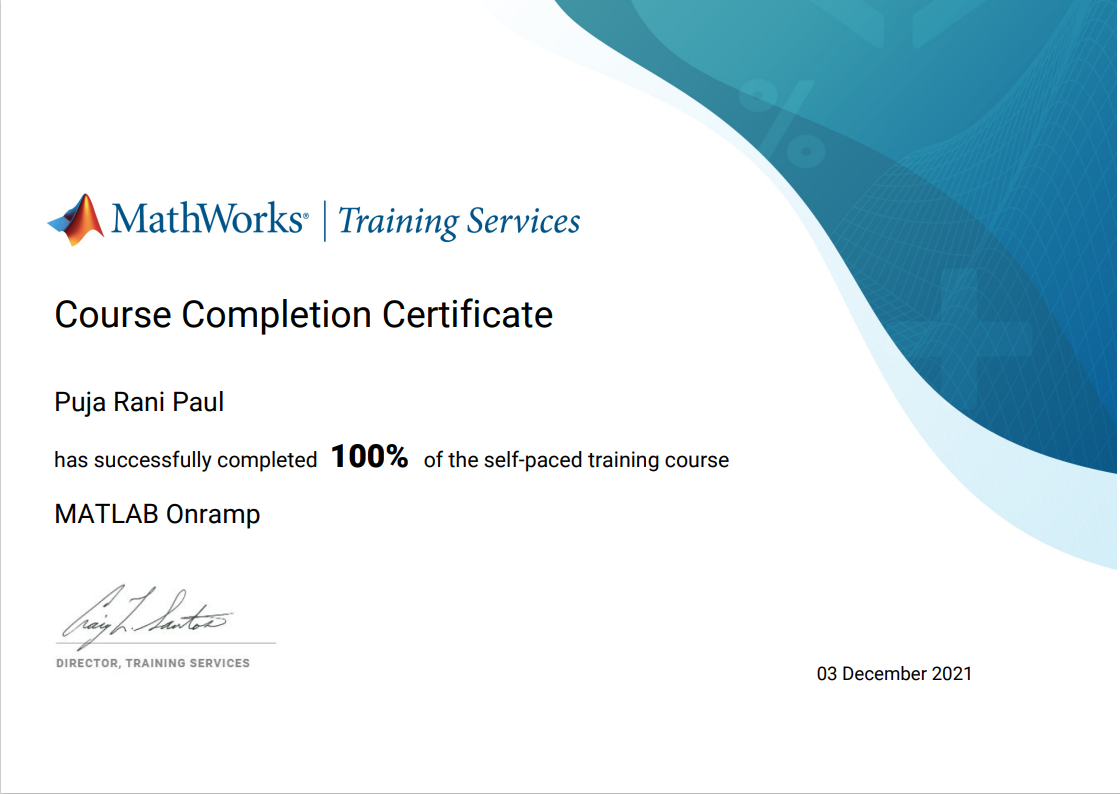 MathWorks® | Training Services
Course Completion Certificate
Puja Rani Paul
has successfully completed 100% of the self-paced training course
MATLAB Onramp
Craig L. Santos
DIRECTOR, TRAINING SERVICES
03 December 2021